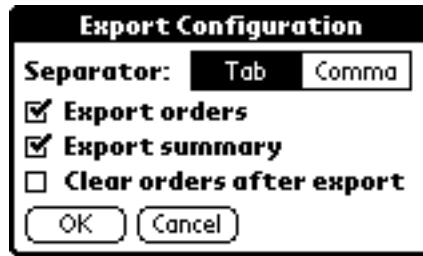 Export Configuration
Separator: Tab Comma
Export orders
Export summary
Clear orders after export
OK Cancel